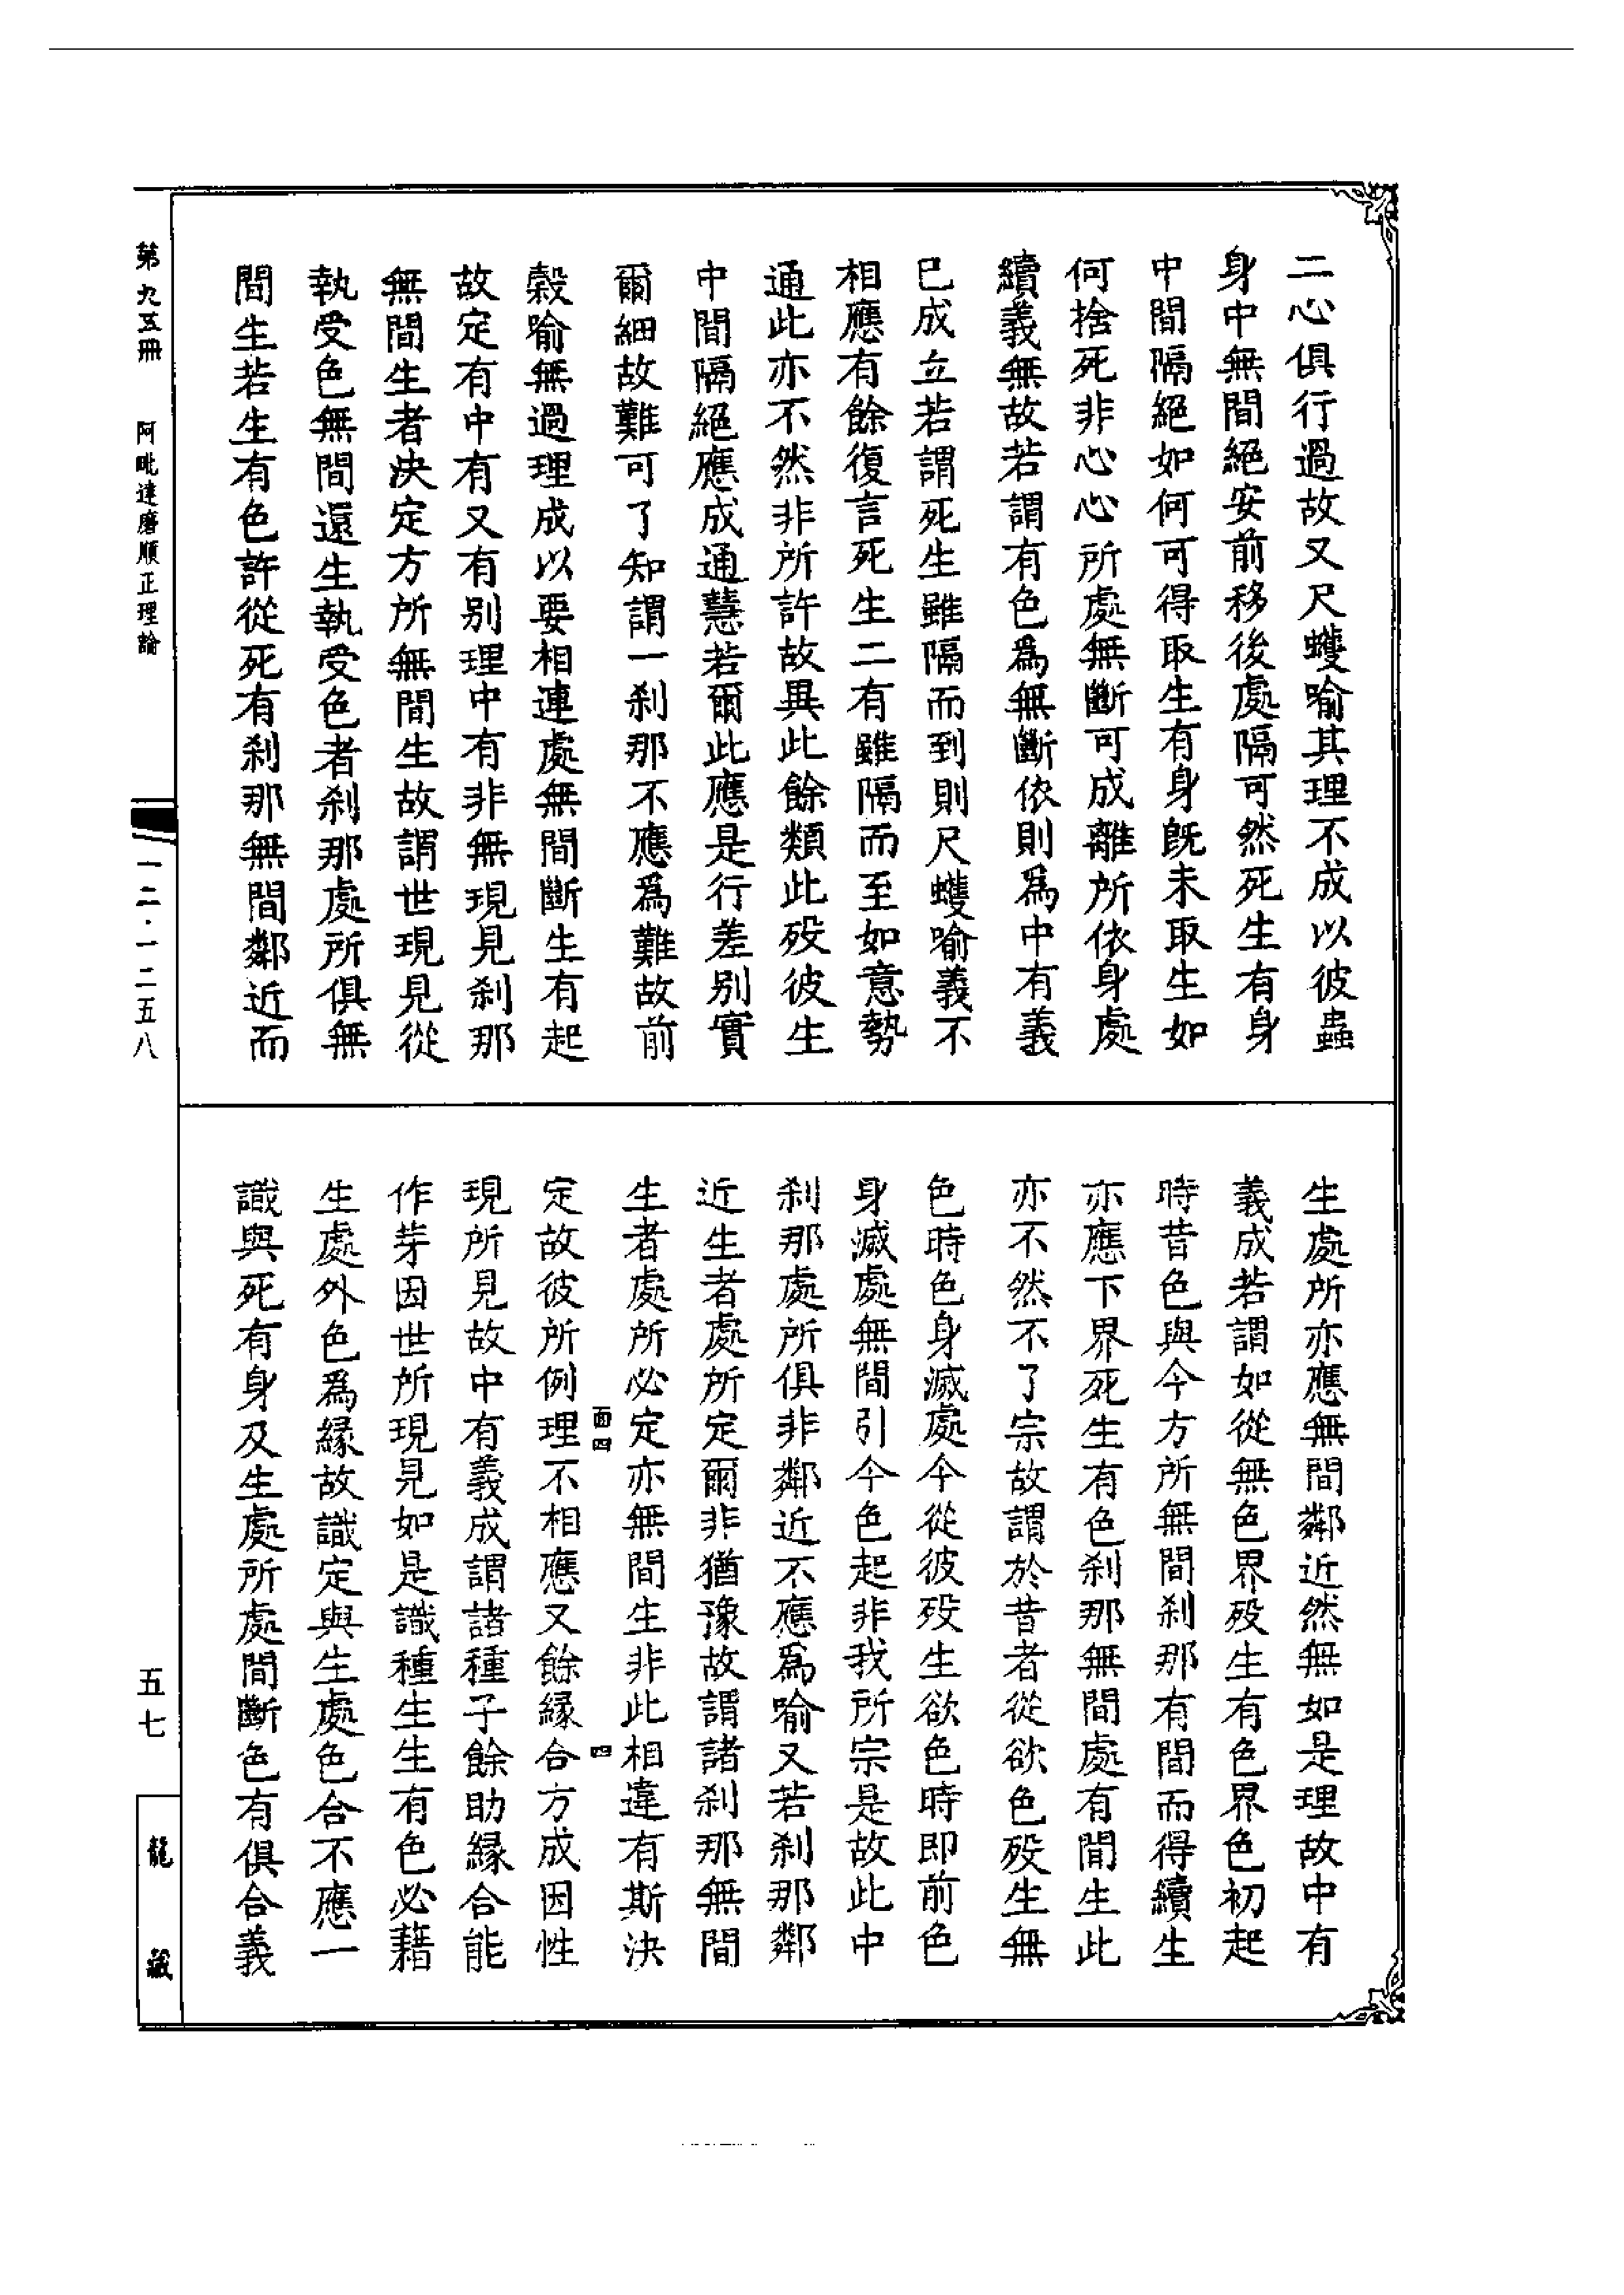 二心俱行過故又尺蠖喻其理不成以彼蟲
身中無間絕安前移後處隔可然死生有身
中間隔絕如何可得取生有身既未取生如
何捨死非心心所處無斷可成離所依身處
續義無故若謂有色爲無斷依則爲中有義
已成立若謂死生雖隔而到則尺蠖喻義不
相應有餘復言死生二有雖隔而至如意勢
通此亦不然非所許故異此餘類此歿彼生
中間隔絕應成通慧若爾此應是行差別實
爾細故難可了知謂一刹那不應爲難故前
穀喻無過理成以要相連處無間斷生有起
故定有中有又有别理中有非無現見刹那
無間生者決定方所無間生故謂世現見從
執受色無間還生執受色者刹那處所俱無
間生若生有色許從死有刹那無間鄰近而
生處所亦應無間鄰近然無如是理故中有
義成若謂如從無色界歿生有色界色初起
時昔色與今方所無間刹那有間而得續生
亦應下界死生有色刹那無間處有間生此
亦不然不了宗故謂於昔者從欲色歿生無
色時色身滅處今從彼歿生欲色時即前色
身滅處無間引今色起非我所宗是故此中
刹那處所俱非鄰近不應爲喻又若刹那鄰
近生者處所定爾非猶豫故謂諸刹那無間
生者處所必定亦無間生非此相違有斯決
面四
四
定故彼所例理不相應又餘緣合方成因性
現所見故中有義成謂諸種子餘助緣合能
作芽因世所現見如是識種生生有色必藉
生處外色爲緣故識定與生處色合不應一
識與死有身及生處所處間斷色有俱合義
第九五冊 阿毗達磨順正理論 一二·一二五八 五七 龍藏